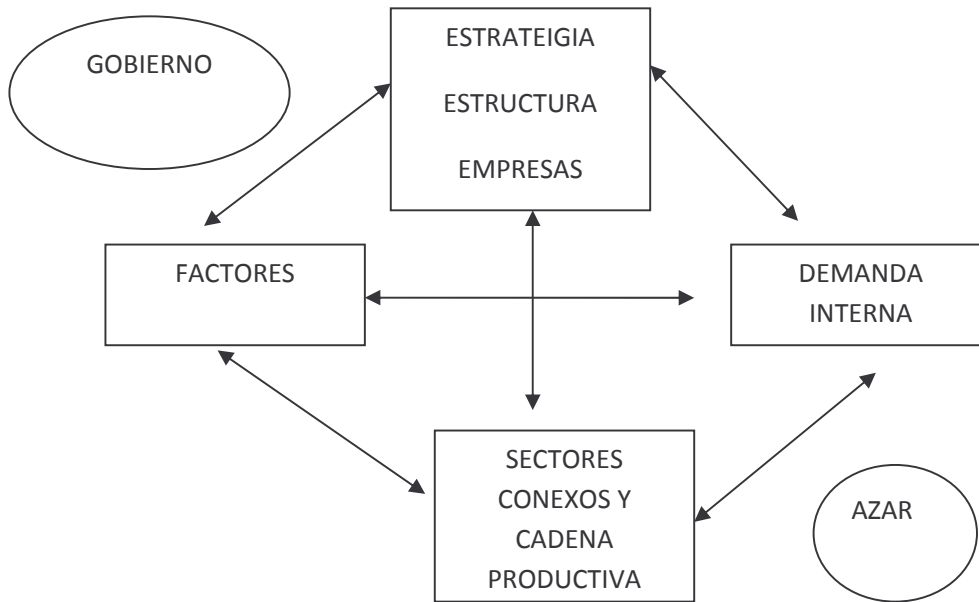 GOBIERNO
ESTRATEIGIA
ESTRUCTURA
EMPRESAS
FACTORES
DEMANDA
INTERNA
SECTORES
CONEXOS Y
CADENA
PRODUCTIVA
AZAR